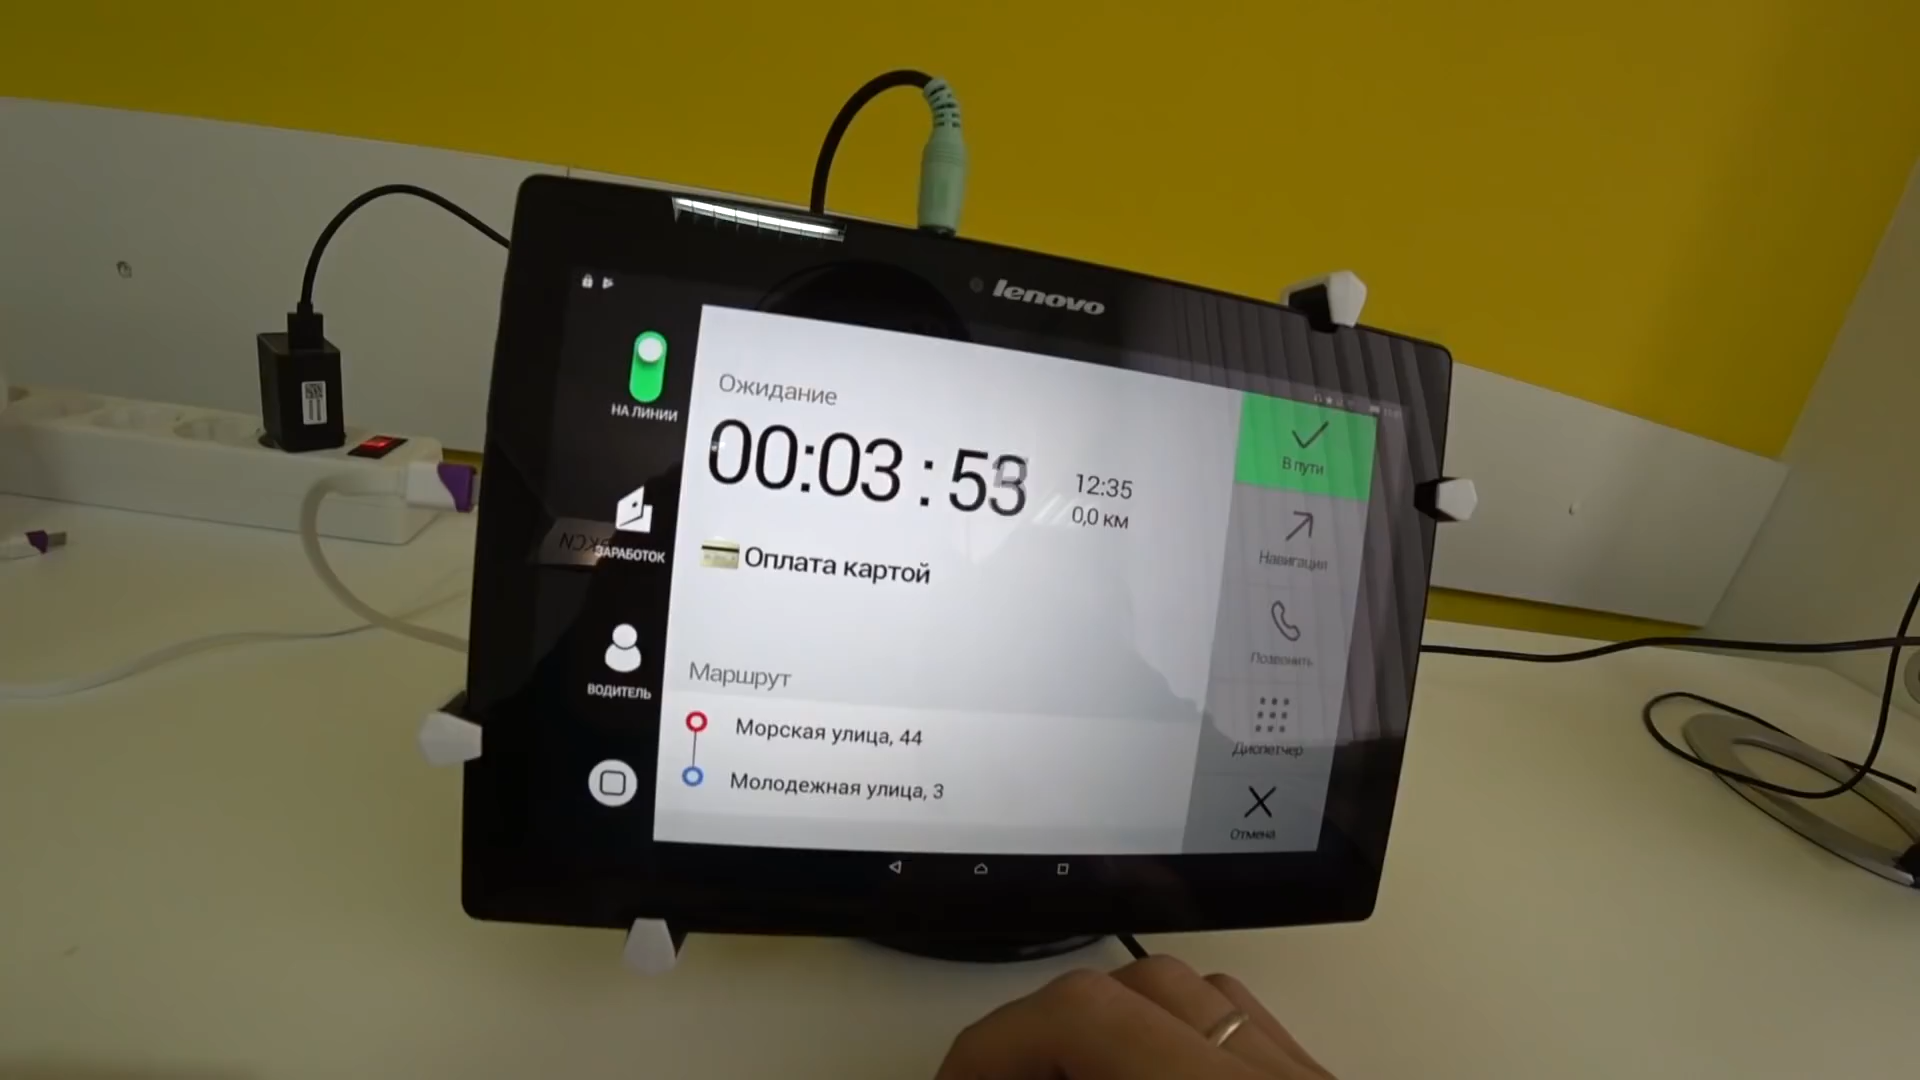 lenovo
НА ЛИНИИ
ЗАРАБОТОК
ВОДИТЕЛЬ
Ожидание
00:03:53
12:35
0,0 км
Оплата картой
Маршрут
Морская улица, 44
Молодежная улица, 3
В пути
Навигация
Позвонить
Диспетчер
Отмена